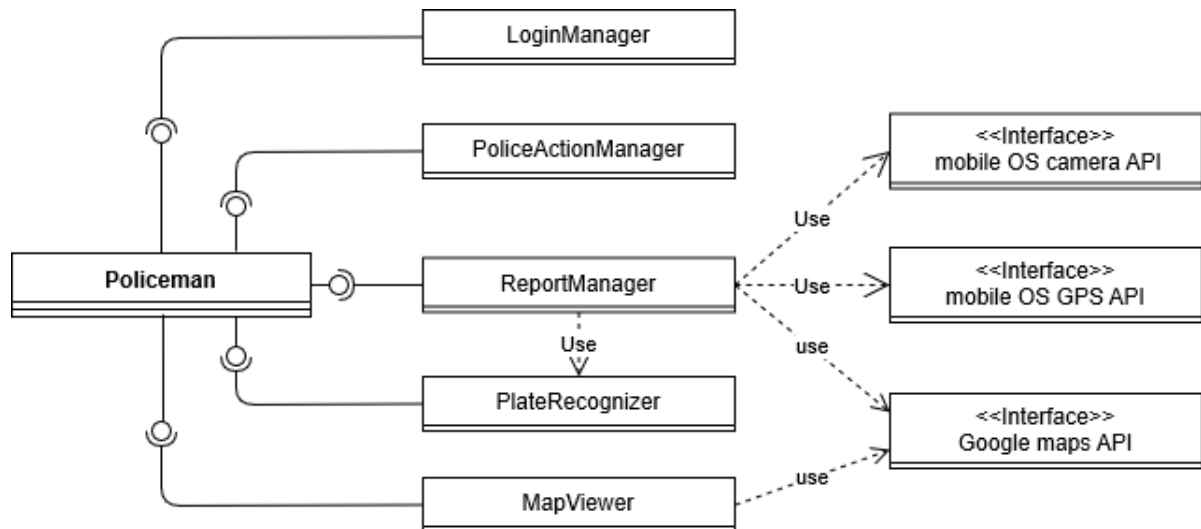 LoginManager
PoliceActionManager
<<Interface>>
mobile OS camera API
Use
Policeman
ReportManager
Use
<<Interface>>
mobile OS GPS API
Use
use
PlateRecognizer
<<Interface>>
Google maps API
MapViewer
use